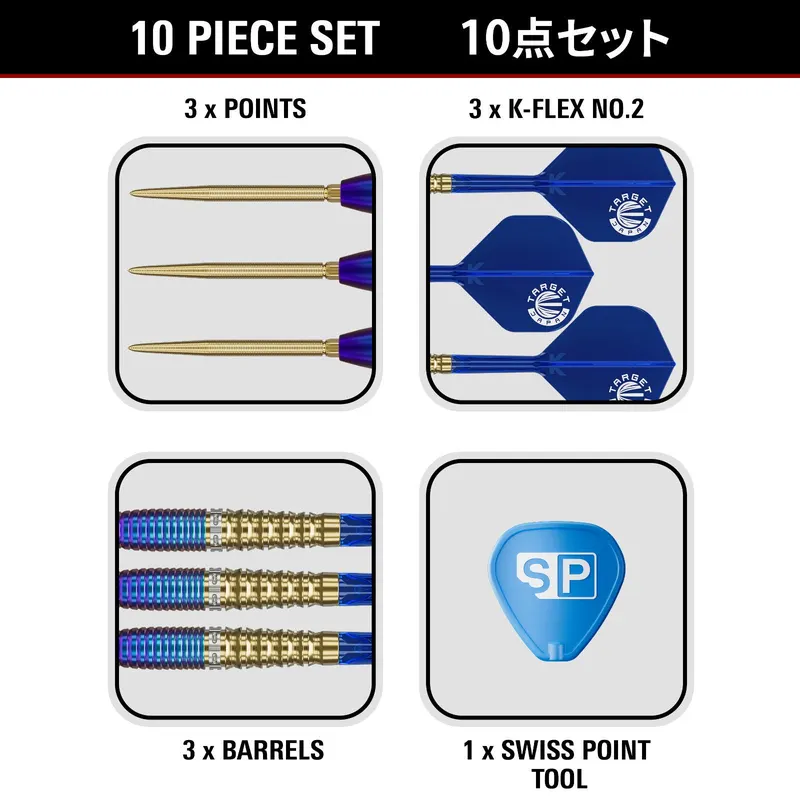 10 PIECE SET 10点セット
3 x POINTS
3 x K-FLEX NO.2
K
TARGET
JAPAN
K
TARGET
JAPAN
K
TARGET
JAPAN
3 x BARRELS
SP
1 x SWISS POINT
TOOL